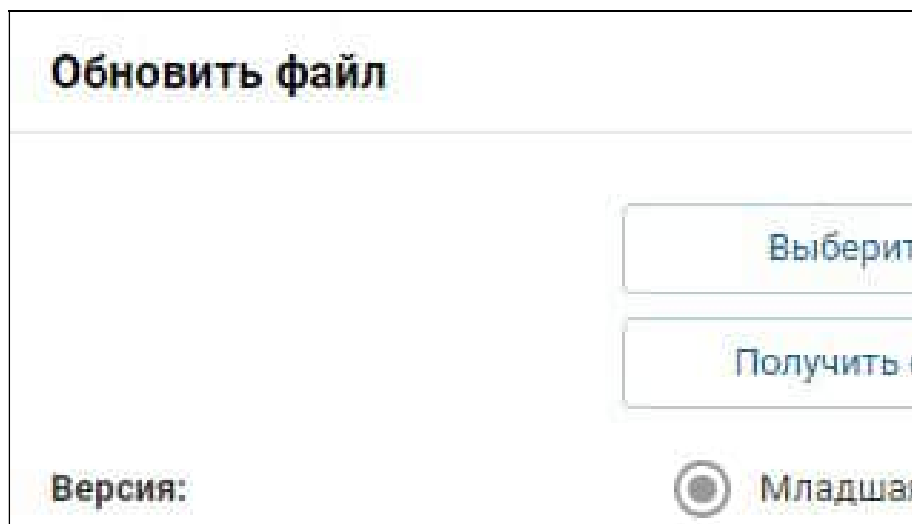 Обновить файл
Выберит
Получить
Версия:
Младша